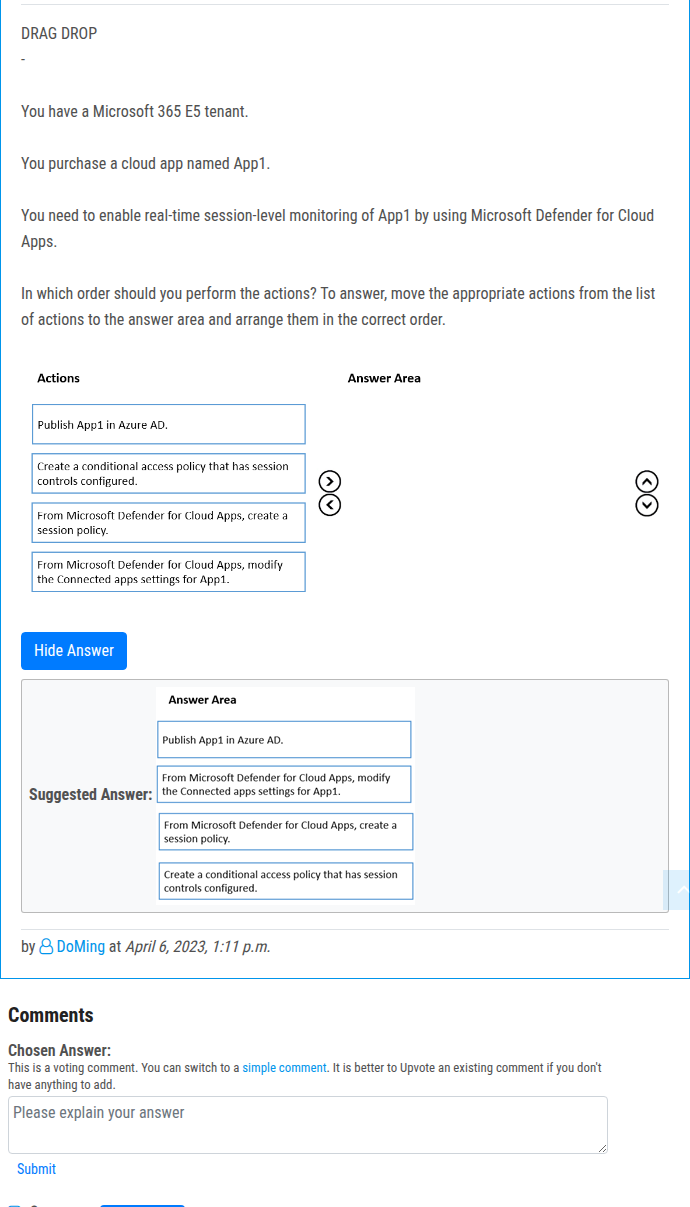 DRAG DROP
-
You have a Microsoft 365 E5 tenant.
You purchase a cloud app named App1.
You need to enable real-time session-level monitoring of App1 by using Microsoft Defender for Cloud
Apps.
In which order should you perform the actions? To answer, move the appropriate actions from the list
of actions to the answer area and arrange them in the correct order.
Actions
Answer Area
Publish App1 in Azure AD.
Create a conditional access policy that has session
controls configured.
From Microsoft Defender for Cloud Apps, create a
session policy.
From Microsoft Defender for Cloud Apps, modify
the Connected apps settings for App1.
Hide Answer
Suggested Answer:
Answer Area
Publish App1 in Azure AD.
From Microsoft Defender for Cloud Apps, modify
the Connected apps settings for App1.
From Microsoft Defender for Cloud Apps, create a
session policy.
Create a conditional access policy that has session
controls configured.
by DoMing at April 6, 2023, 1:11 p.m.
Comments
Chosen Answer:
This is a voting comment. You can switch to a simple comment. It is better to Upvote an existing comment if you don't
have anything to add.
Please explain your answer
Submit